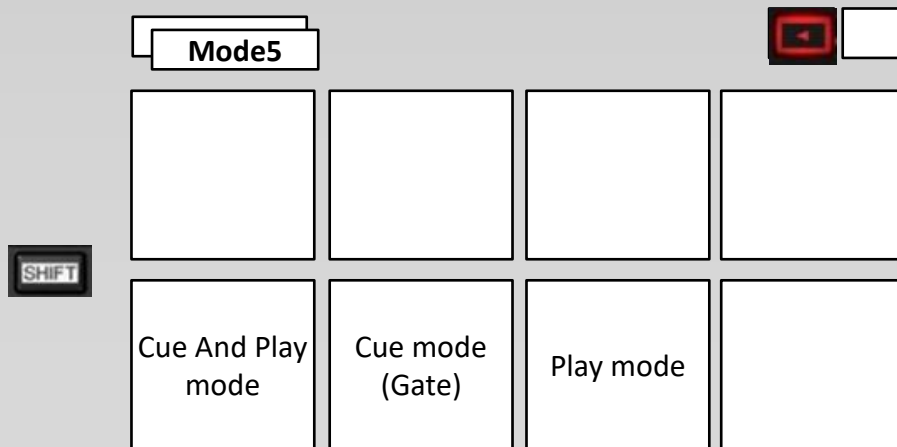 Mode5
SHIFT
Cue And Play
mode
Cue mode
(Gate)
Play mode